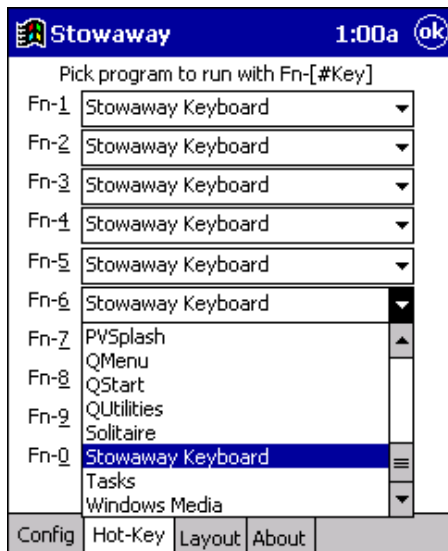 Stowaway 1:00a ok
Pick program to run with Fn-[#Key]
Fn-1 Stowaway Keyboard
Fn-2 Stowaway Keyboard
Fn-3 Stowaway Keyboard
Fn-4 Stowaway Keyboard
Fn-5 Stowaway Keyboard
Fn-6 Stowaway Keyboard
Fn-7 PVSplash
QMenu
Fn-8 QStart
QUtilities
Fn-9 Solitaire
Fn-0 Stowaway Keyboard
Tasks
Windows Media
Config Hot-Key Layout About